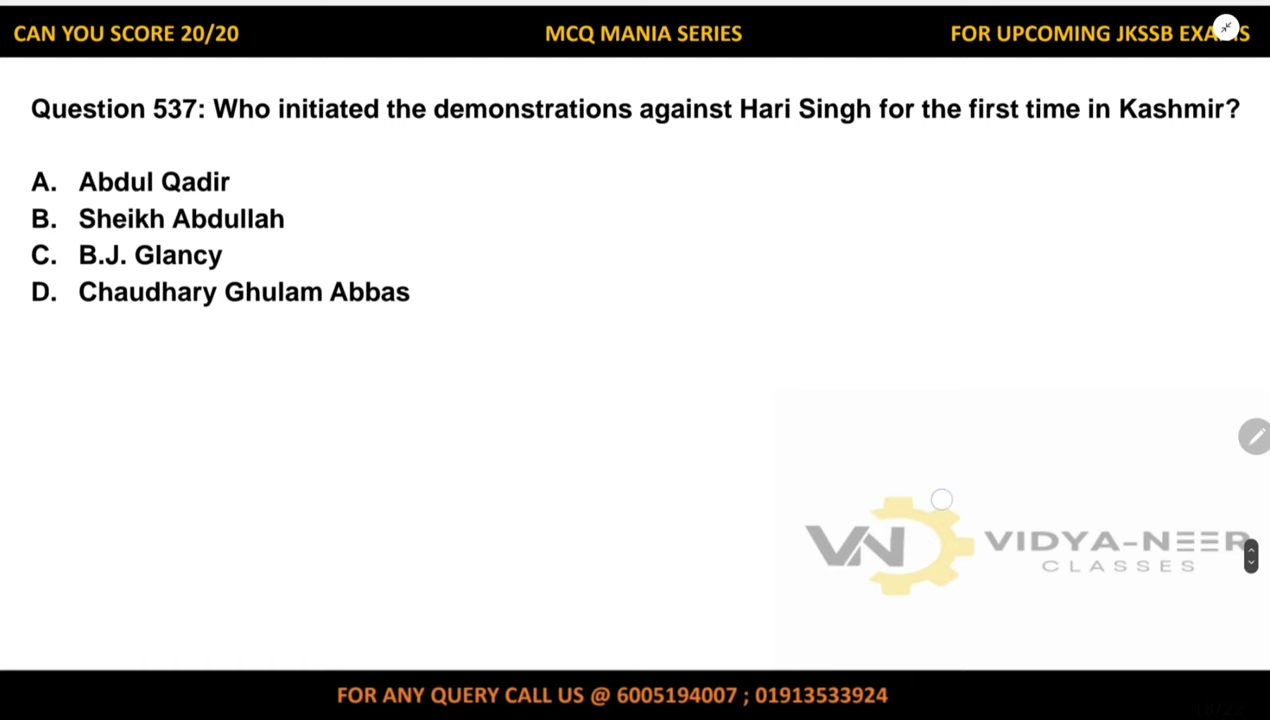 CAN YOU SCORE 20/20
MCQ MANIA SERIES
FOR UPCOMING JKSSB EXAMS
Question 537: Who initiated the demonstrations against Hari Singh for the first time in Kashmir?
A. Abdul Qadir
B. Sheikh Abdullah
C. B.J. Glancy
D. Chaudhary Ghulam Abbas
VN
VIDYA-NEER
CLASSES
FOR ANY QUERY CALL US @ 6005194007 ; 01913533924